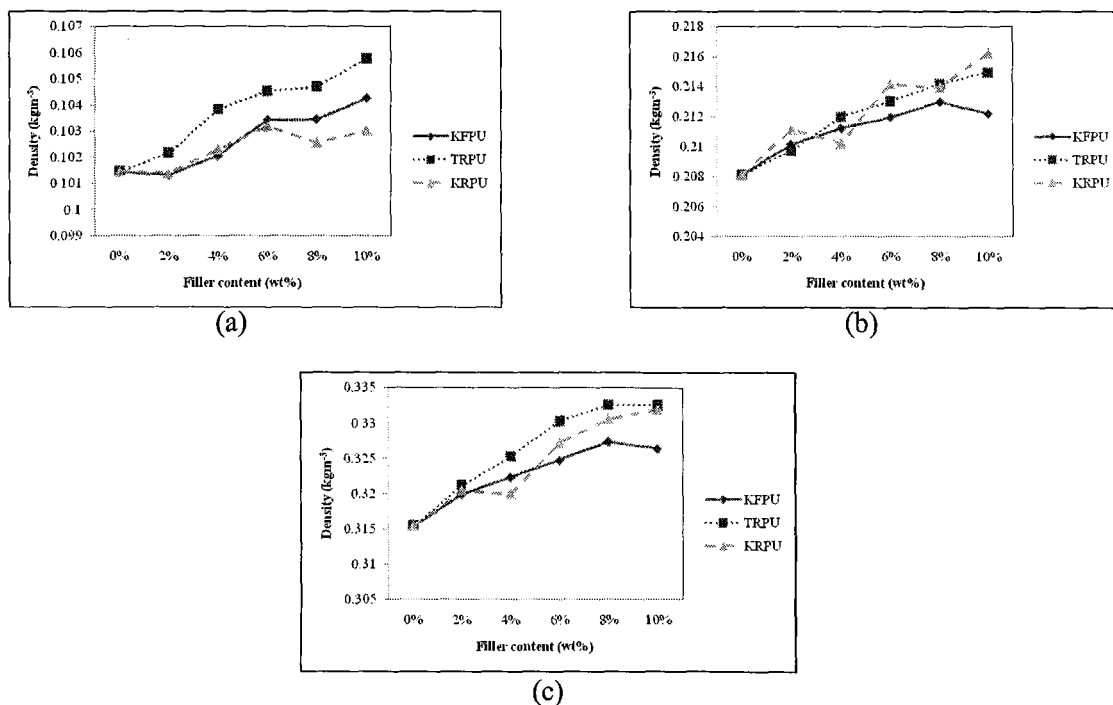 0.107
0.106
0.105
0.104
0.103
0.102
0.101
0.1
0.099
Density (kgm⁻³)
0% 2% 4% 6% 8% 10%
Filler content (wt%)
KFPU
TRPU
KRPU
(a)
0.218
0.216
0.214
0.212
0.21
0.208
0.206
0.204
Density (kgm⁻³)
0% 2% 4% 6% 8% 10%
Filler content (wt%)
KFPU
TRPU
KRPU
(b)
0.335
0.33
0.325
0.32
0.315
0.31
0.305
Density (kgm⁻³)
0% 2% 4% 6% 8% 10%
Filler content (wt%)
KFPU
TRPU
KRPU
(c)